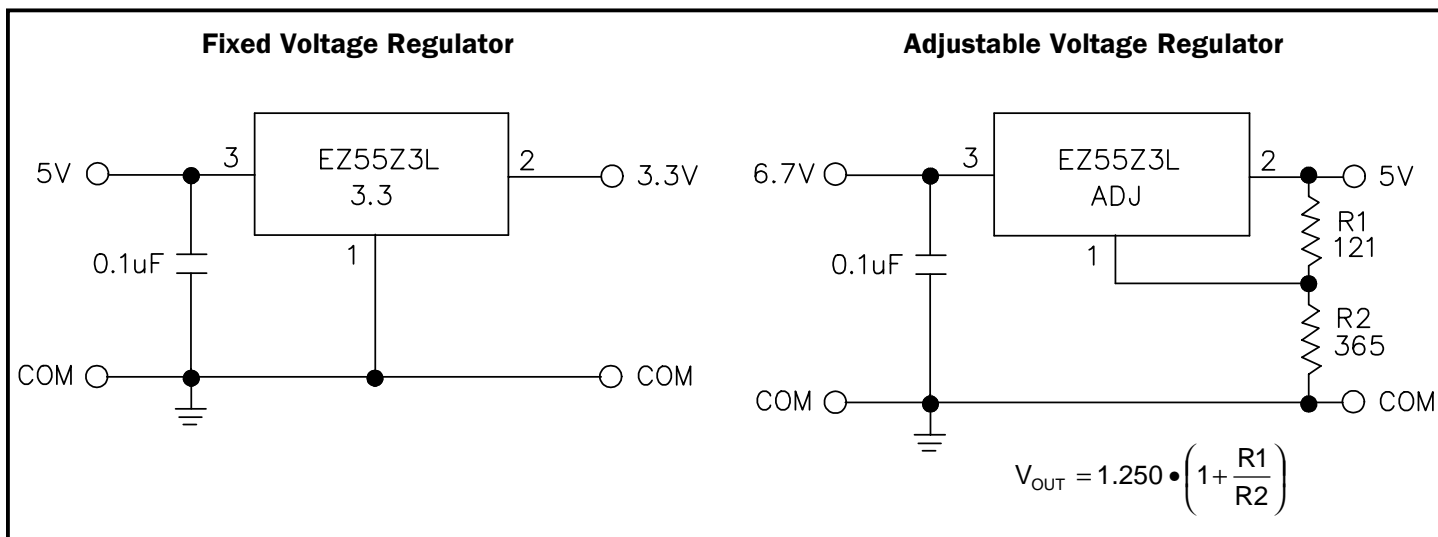 Fixed Voltage Regulator
5V
3
EZ55Z3L
3.3
2
3.3V
1
0.1uF
COM
COM
Adjustable Voltage Regulator
6.7V
3
EZ55Z3L
ADJ
2
5V
R1
121
1
0.1uF
R2
365
COM
COM
V_OUT = 1.250 • (1 + R1/R2)